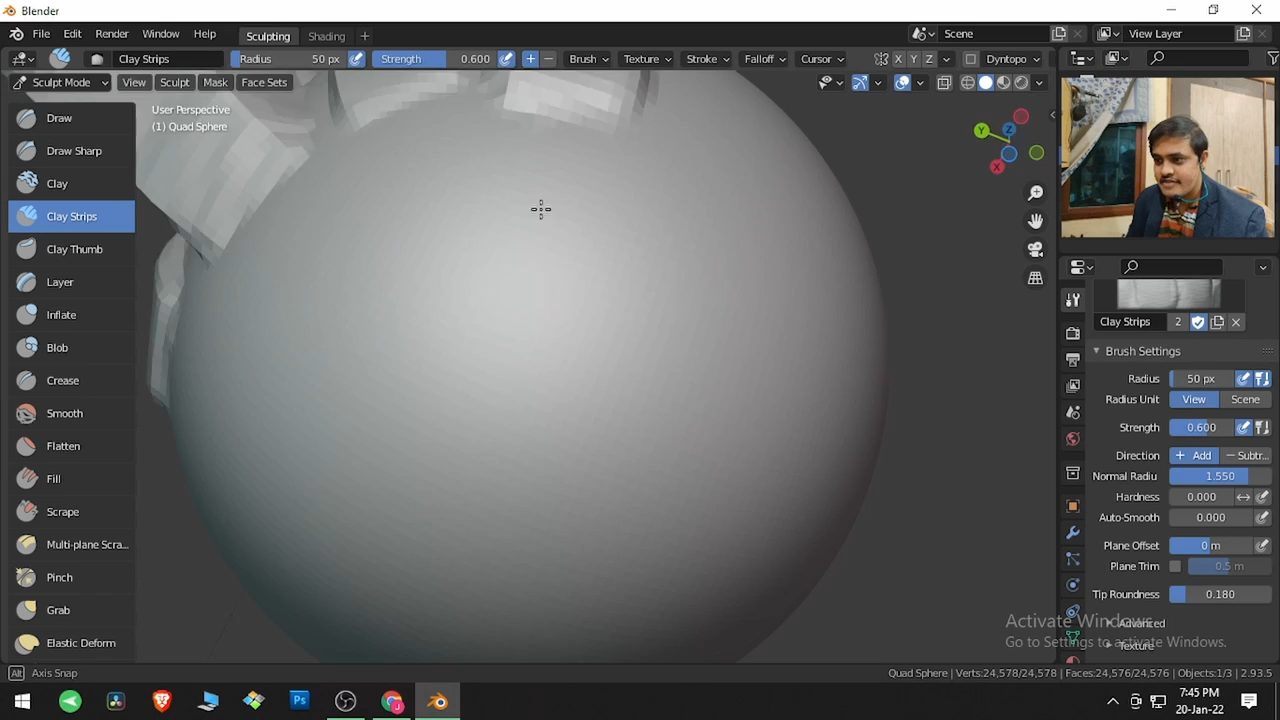 Blender
File Edit Render Window Help Sculpting Shading + Scene View Layer
Clay Strips Radius 50 px Strength 0.600 + − Brush Texture Stroke Falloff Cursor X Y Z Dyntopo
Sculpt Mode View Sculpt Mask Face Sets
User Perspective
(1) Quad Sphere
Draw
Draw Sharp
Clay
Clay Strips
Clay Thumb
Layer
Inflate
Blob
Crease
Smooth
Flatten
Fill
Scrape
Multi-plane Scra...
Pinch
Grab
Elastic Deform
Y Z X
Clay Strips 2
Brush Settings
Radius 50 px
Radius Unit View Scene
Strength 0.600
Direction + Add − Subtr...
Normal Radiu 1.550
Hardness 0.000
Auto-Smooth 0.000
Plane Offset 0 m
Plane Trim 0.5 m
Tip Roundness 0.180
Advanced
Texture
Activate Windows
Go to Settings to activate Windows.
Alt Axis Snap
Quad Sphere | Verts:24,578/24,578 | Faces:24,576/24,576 | Objects:1/3 | 2.93.5
Ps
7:45 PM
20-Jan-22